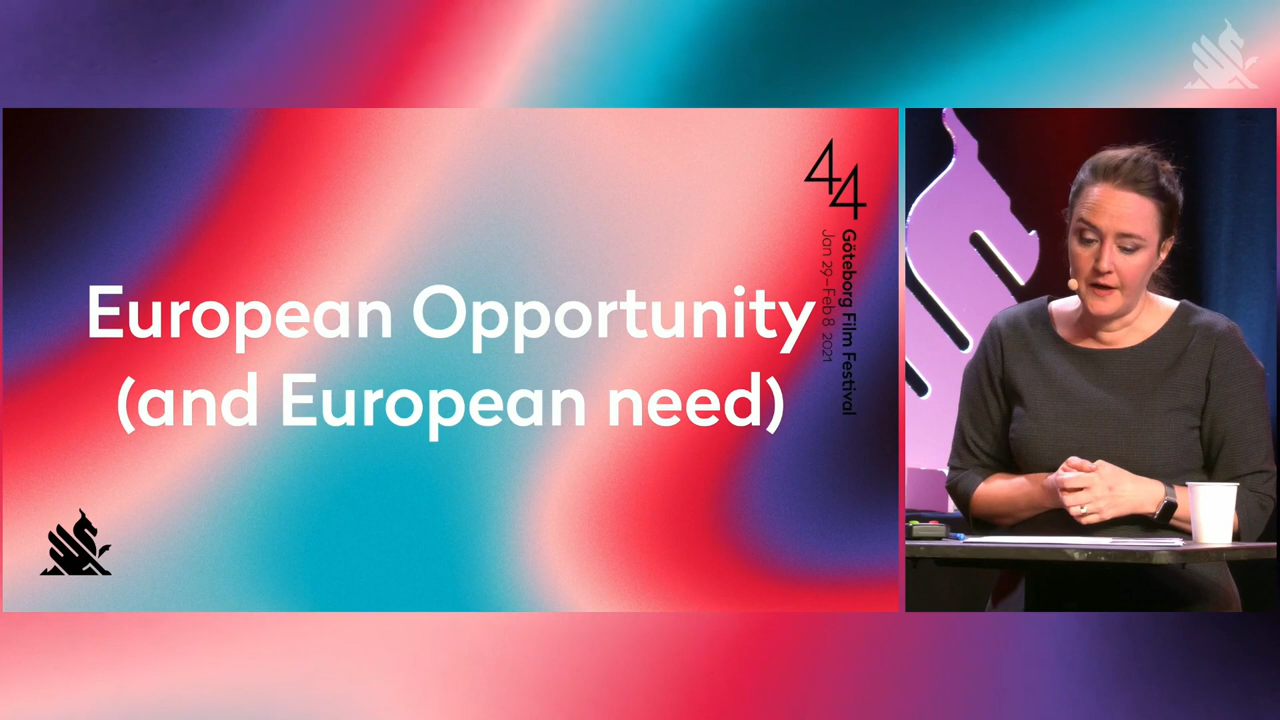 European Opportunity
(and European need)
44
Göteborg Film Festival
Jan 29–Feb 8 2021